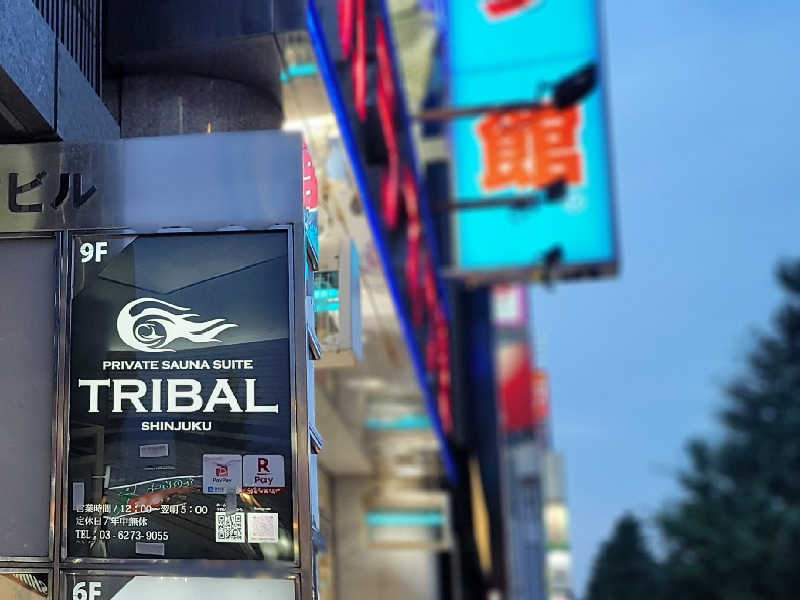 ビル
館
9F
PRIVATE SAUNA SUITE
TRIBAL
SHINJUKU
PayPay
R
Pay
営業時間 / 12:00〜翌朝5:00
定休日 / 年中無休
TEL : 03-6273-9055
6F